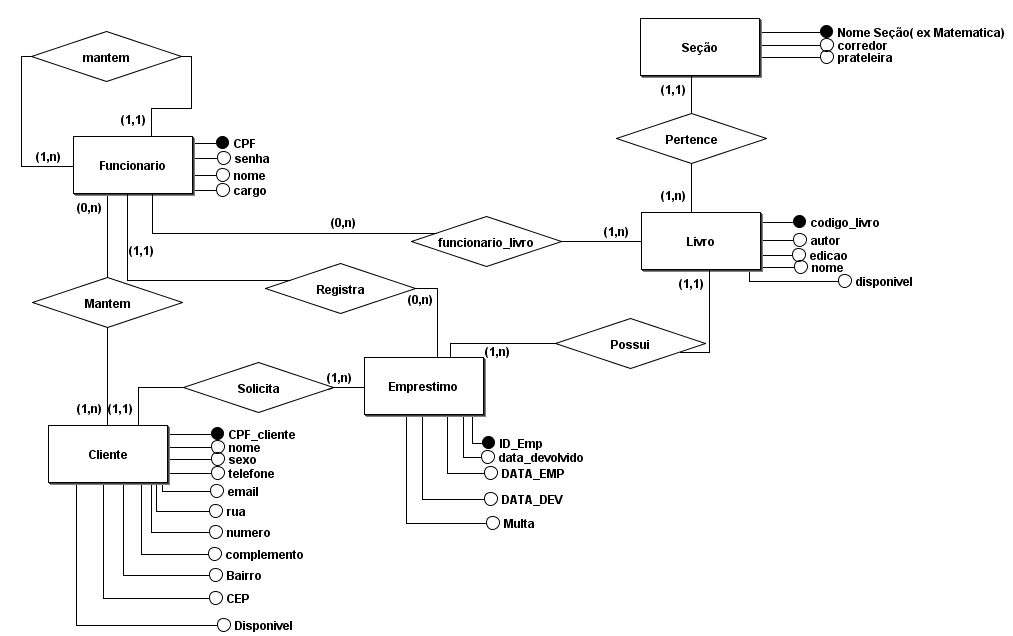 mantem
(1,1)
(1,n)
Funcionario
CPF
senha
nome
cargo
Seção
Nome Seção( ex Matematica)
corredor
prateleira
(1,1)
Pertence
(1,n)
(0,n)
(1,1)
(0,n)
funcionario_livro
(1,n)
Livro
codigo_livro
autor
edicao
nome
disponivel
(1,1)
Mantem
Registra
(0,n)
Possui
(1,n)
Solicita
(1,n)
Emprestimo
ID_Emp
data_devolvido
DATA_EMP
DATA_DEV
Multa
(1,n)
(1,1)
Cliente
CPF_cliente
nome
sexo
telefone
email
rua
numero
complemento
Bairro
CEP
Disponivel